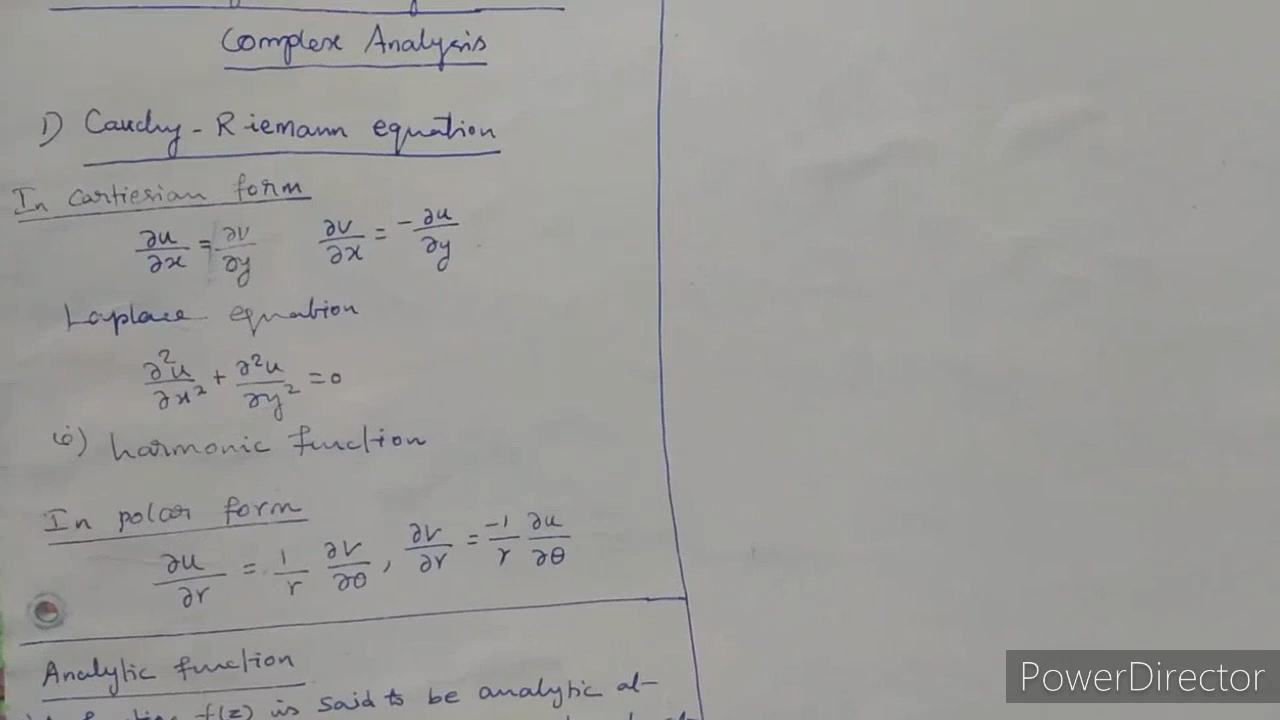 Complex Analysis
1) Cauchy - Riemann equation
In cartiesian form
∂u/∂x = ∂v/∂y ∂v/∂x = -∂u/∂y
Laplace equation
∂²u/∂x² + ∂²u/∂y² = 0
harmonic function
In polar form
∂u/∂r = 1/r ∂v/∂θ , ∂v/∂r = -1/r ∂u/∂θ
Analytic function
f(z) is said to be analytic at
PowerDirector